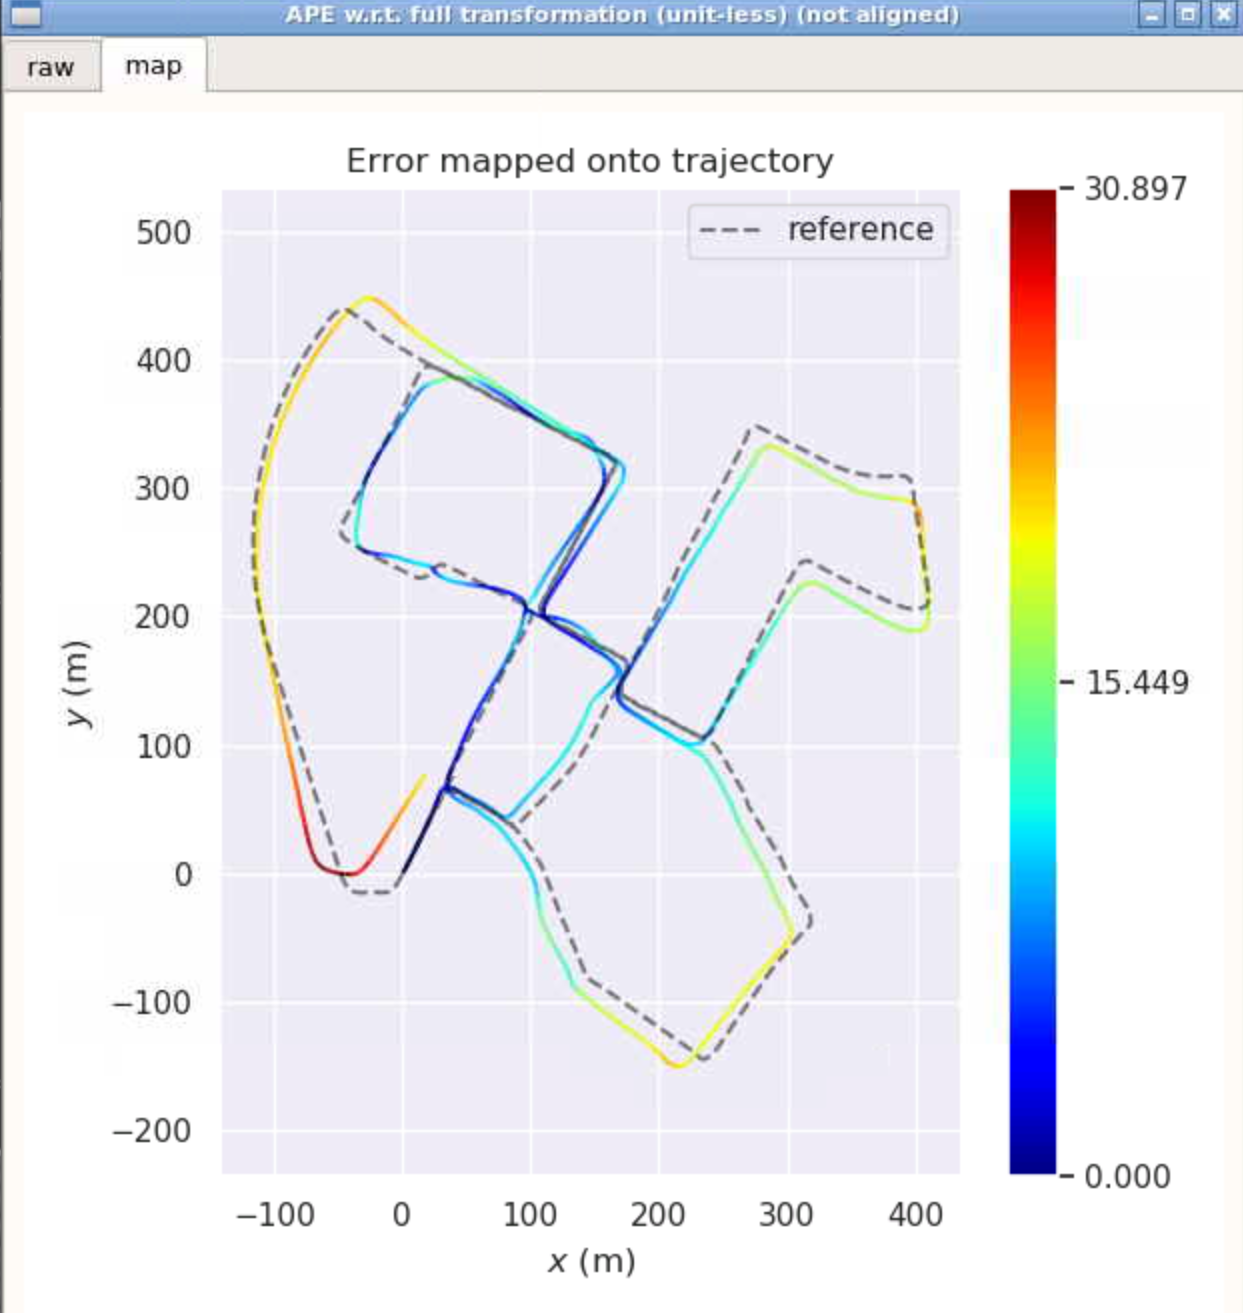 APE w.r.t. full transformation (unit-less) (not aligned)
raw map
Error mapped onto trajectory
reference
500
400
300
200
100
0
−100
−200
y (m)
−100 0 100 200 300 400
x (m)
30.897
15.449
0.000